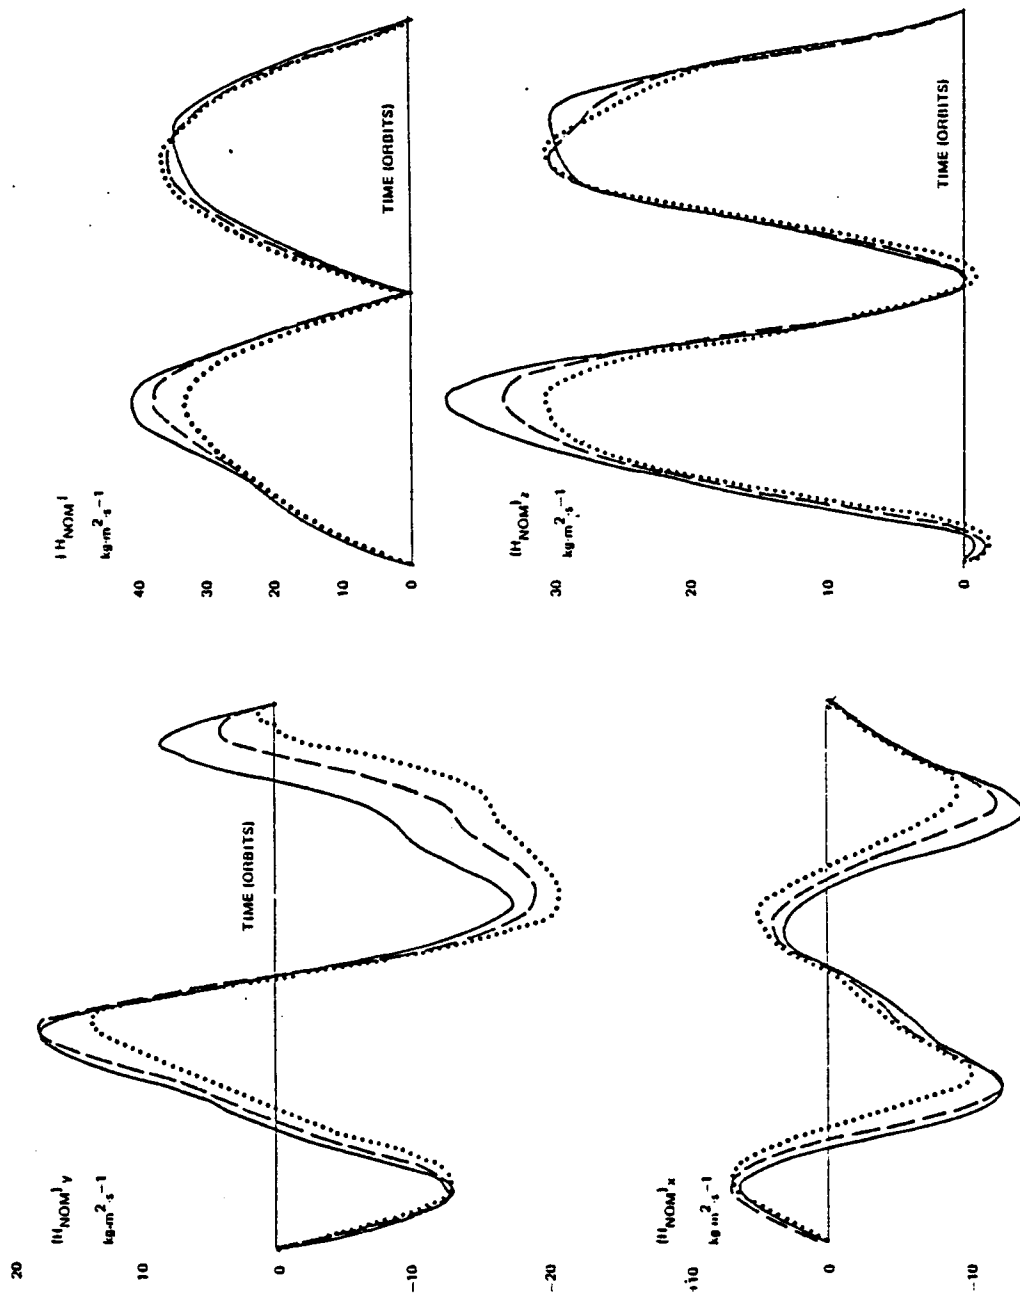 (H_NOM)_y
kg·m²·s⁻¹
20
10
0
-10
-20
TIME (ORBITS)
|H_NOM|
kg·m²·s⁻¹
40
30
20
10
0
TIME (ORBITS)
(H_NOM)_x
kg·m²·s⁻¹
+10
0
-10
(H_NOM)_z
kg·m²·s⁻¹
30
20
10
0
TIME (ORBITS)